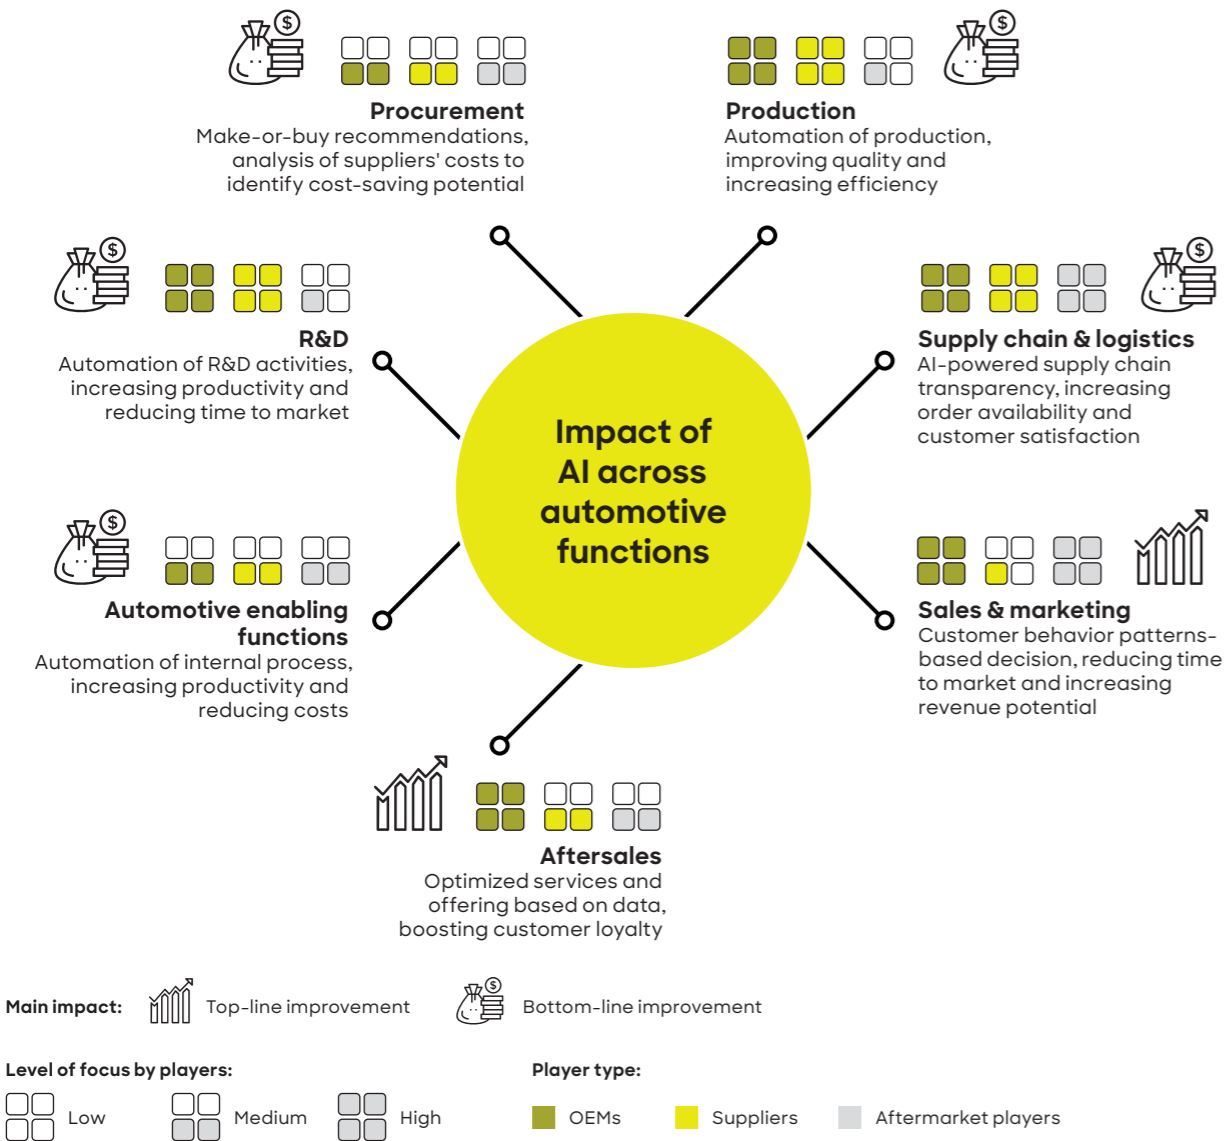 Procurement
Make-or-buy recommendations,
analysis of suppliers' costs to
identify cost-saving potential
Production
Automation of production,
improving quality and
increasing efficiency
R&D
Automation of R&D activities,
increasing productivity and
reducing time to market
Supply chain & logistics
AI-powered supply chain
transparency, increasing
order availability and
customer satisfaction
Impact of
AI across
automotive
functions
Automotive enabling
functions
Automation of internal process,
increasing productivity and
reducing costs
Sales & marketing
Customer behavior patterns-
based decision, reducing time
to market and increasing
revenue potential
Aftersales
Optimized services and
offering based on data,
boosting customer loyalty
Main impact:
Top-line improvement
Bottom-line improvement
Level of focus by players:
Low
Medium
High
Player type:
OEMs
Suppliers
Aftermarket players